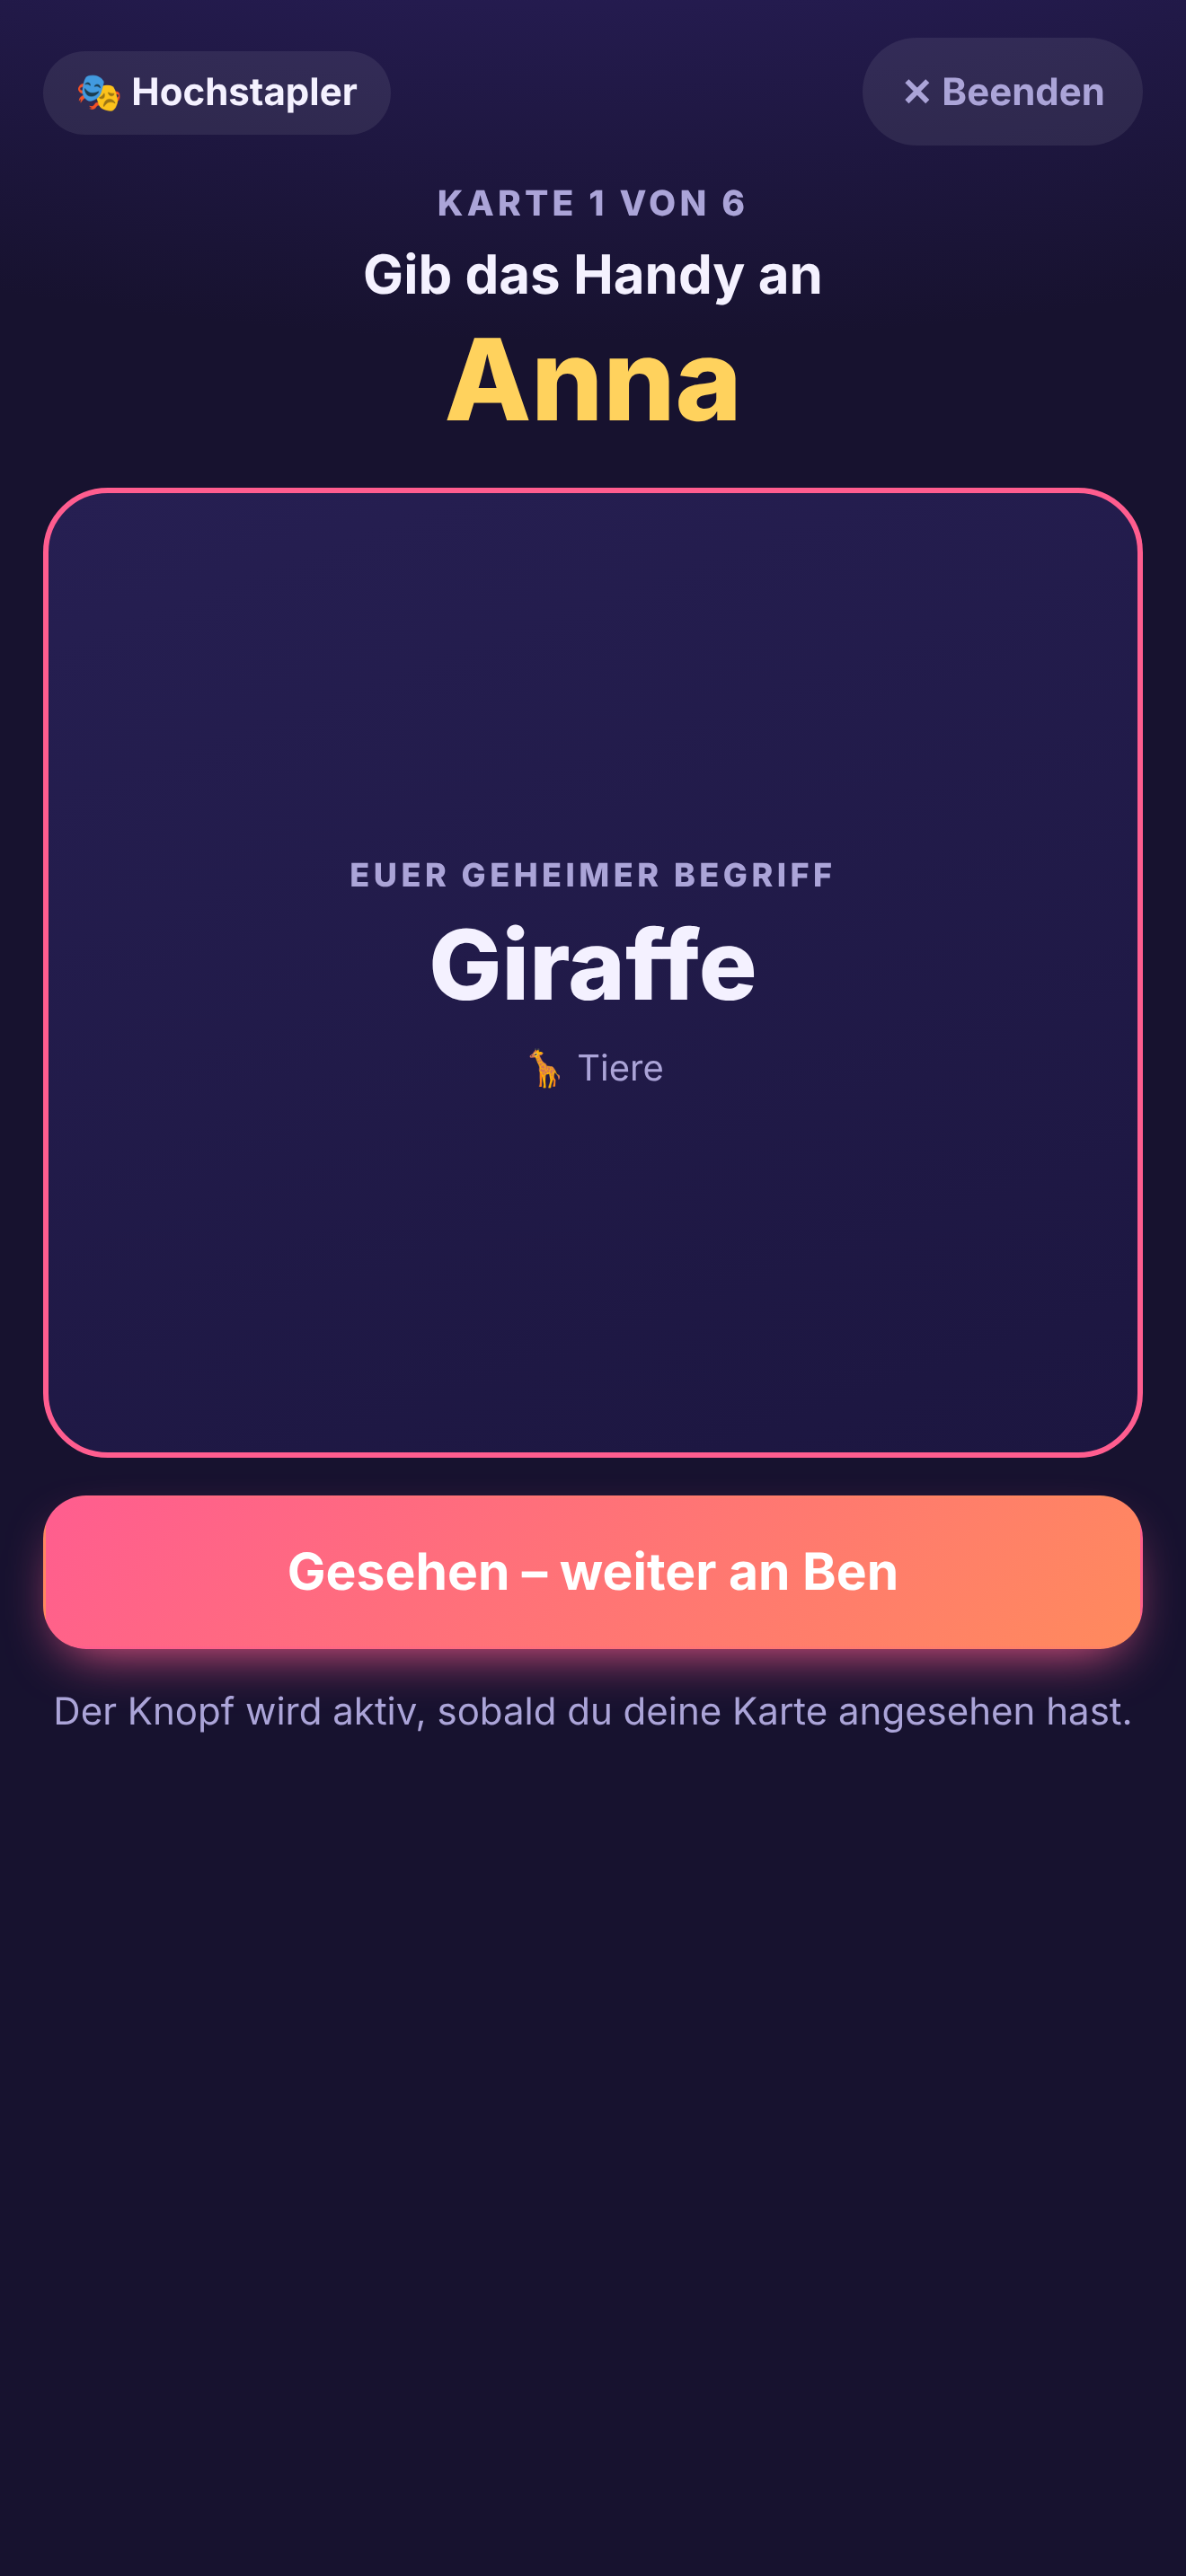 🎭 Hochstapler
✕ Beenden
KARTE 1 VON 6
Gib das Handy an
Anna
EUER GEHEIMER BEGRIFF
Giraffe
🦒 Tiere
Gesehen – weiter an Ben
Der Knopf wird aktiv, sobald du deine Karte angesehen hast.